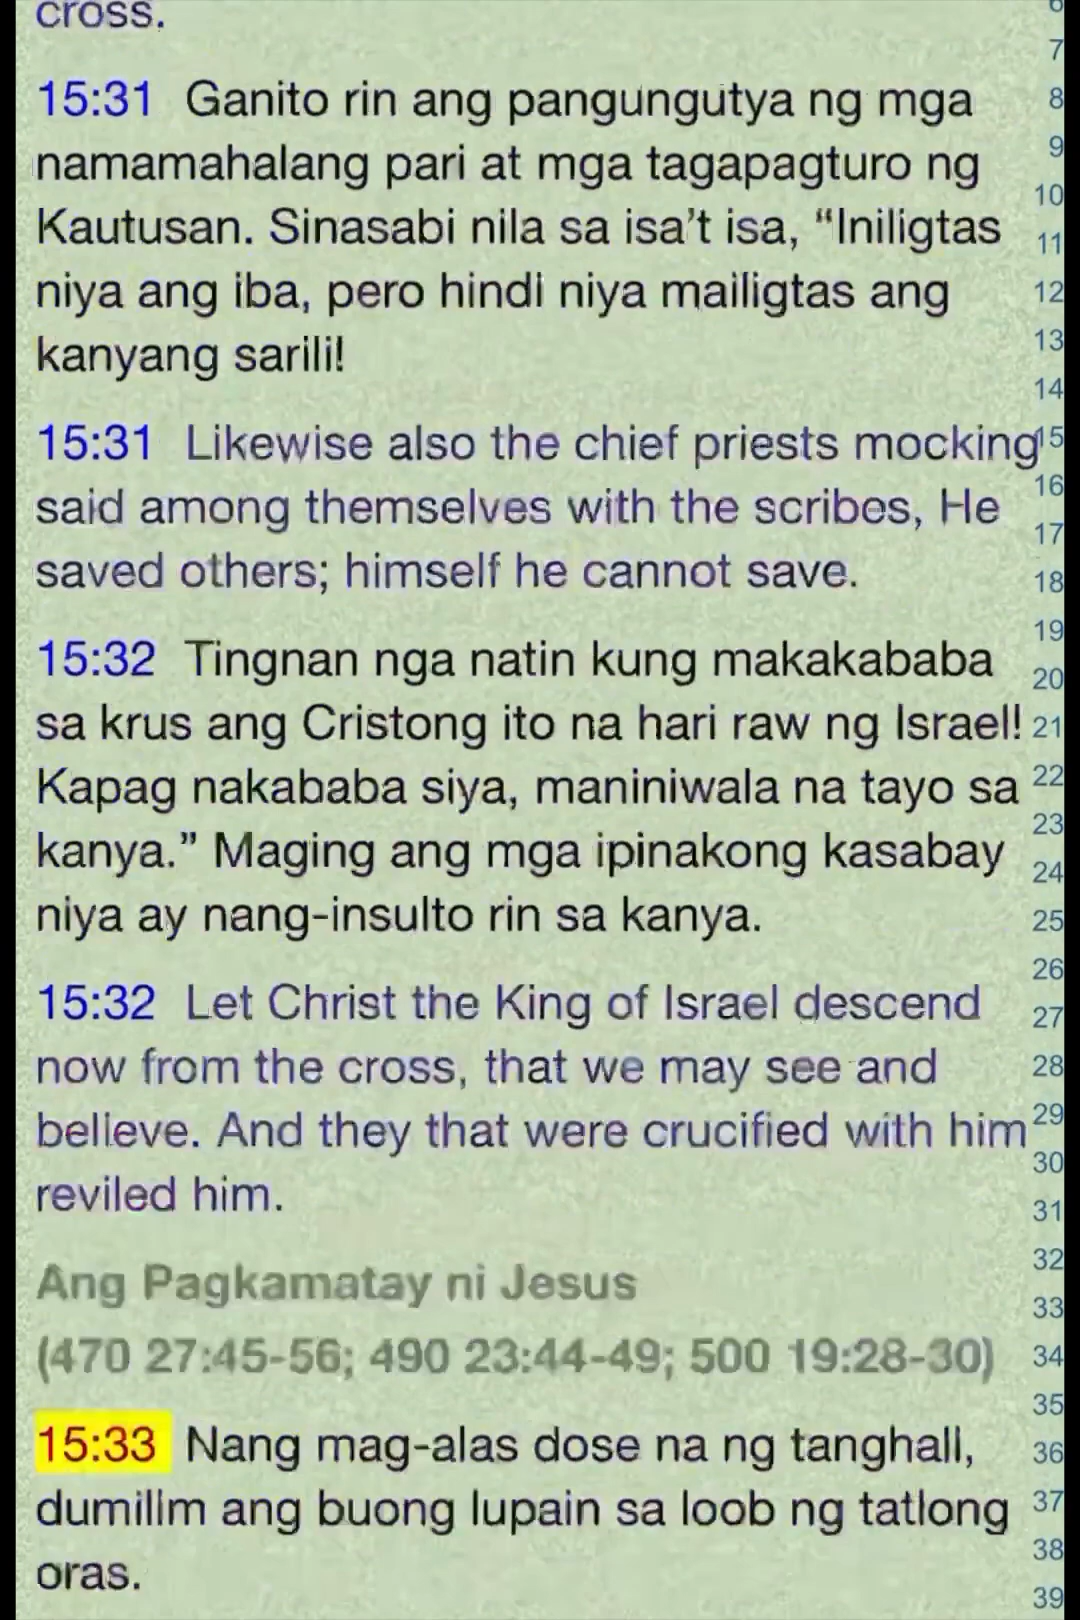 cross.
15:31 Ganito rin ang pangungutya ng mga
namamahalang pari at mga tagapagturo ng
Kautusan. Sinasabi nila sa isa’t isa, “Iniligtas
niya ang iba, pero hindi niya mailigtas ang
kanyang sarili!
15:31 Likewise also the chief priests mocking
said among themselves with the scribes, He
saved others; himself he cannot save.
15:32 Tingnan nga natin kung makakababa
sa krus ang Cristong ito na hari raw ng Israel!
Kapag nakababa siya, maniniwala na tayo sa
kanya.” Maging ang mga ipinakong kasabay
niya ay nang-insulto rin sa kanya.
15:32 Let Christ the King of Israel descend
now from the cross, that we may see and
believe. And they that were crucified with him
reviled him.
Ang Pagkamatay ni Jesus
(470 27:45-56; 490 23:44-49; 500 19:28-30)
15:33 Nang mag-alas dose na ng tanghali,
dumilim ang buong lupain sa loob ng tatlong
oras.
6
7
8
9
10
11
12
13
14
15
16
17
18
19
20
21
22
23
24
25
26
27
28
29
30
31
32
33
34
35
36
37
38
39